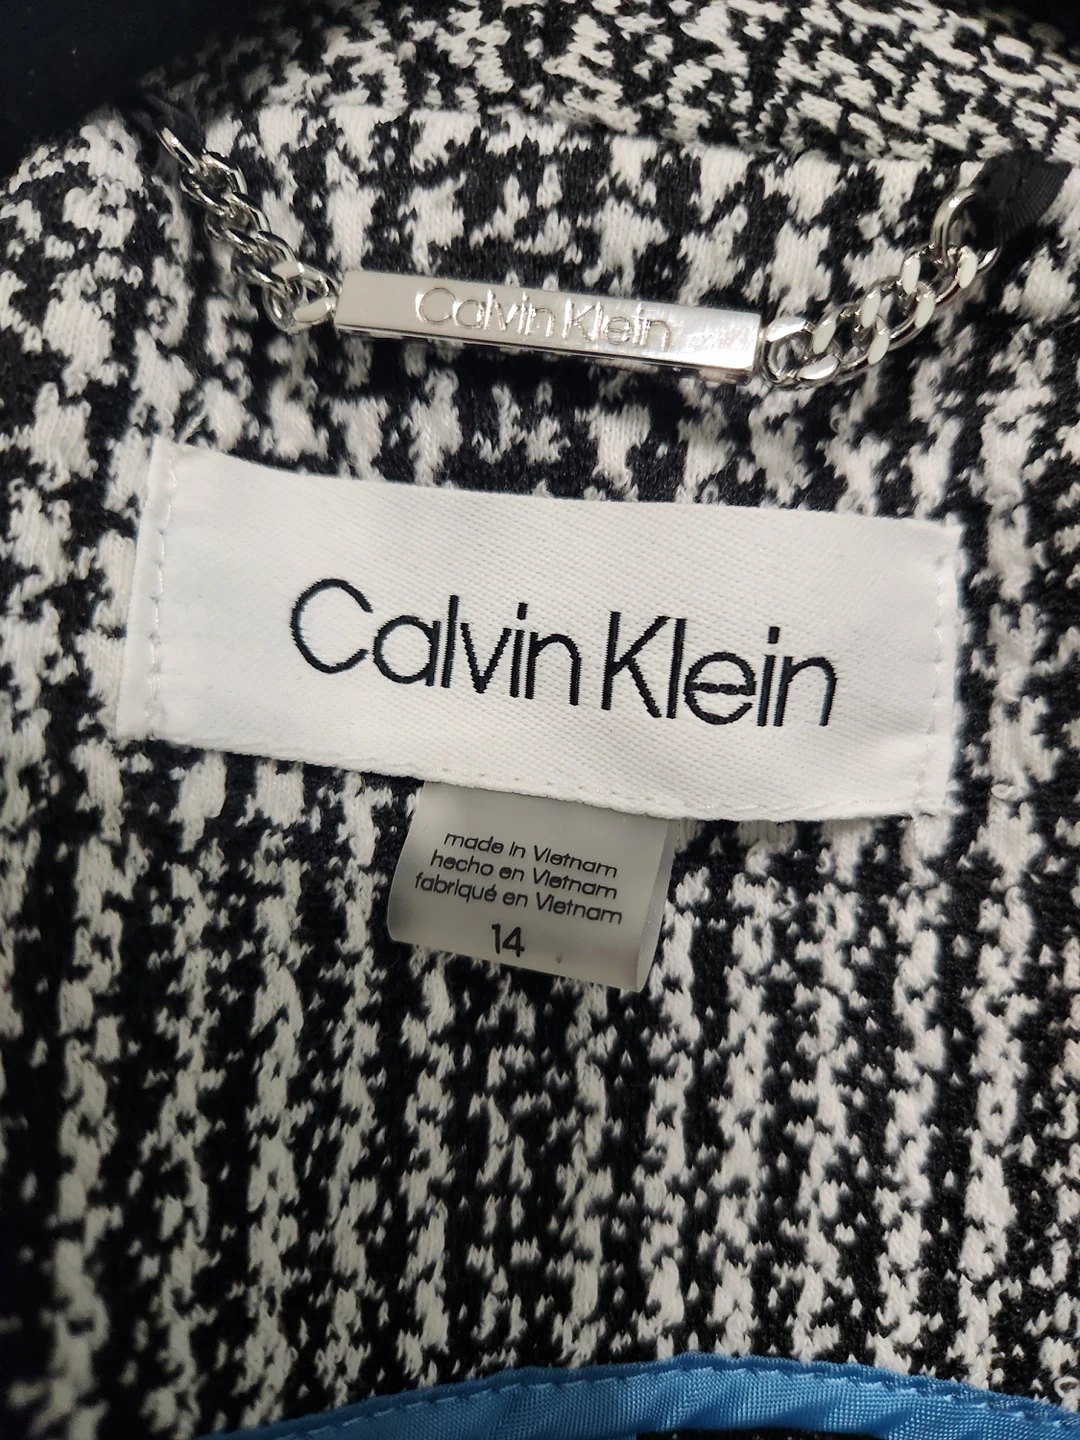 Calvin Klein
Calvin Klein
made in Vietnam
hecho en Vietnam
fabriqué en Vietnam
14